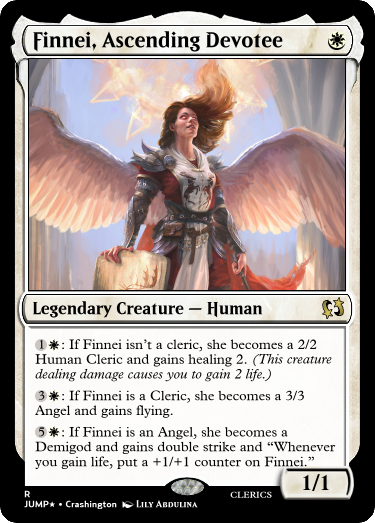 Finnei, Ascending Devotee
Legendary Creature — Human
1: If Finnei isn't a cleric, she becomes a 2/2
Human Cleric and gains healing 2. (This creature
dealing damage causes you to gain 2 life.)
3: If Finnei is a Cleric, she becomes a 3/3
Angel and gains flying.
5: If Finnei is an Angel, she becomes a
Demigod and gains double strike and “Whenever
you gain life, put a +1/+1 counter on Finnei.”
1/1
R
JUMP★ • Crashington Lily Abdulina
CLERICS